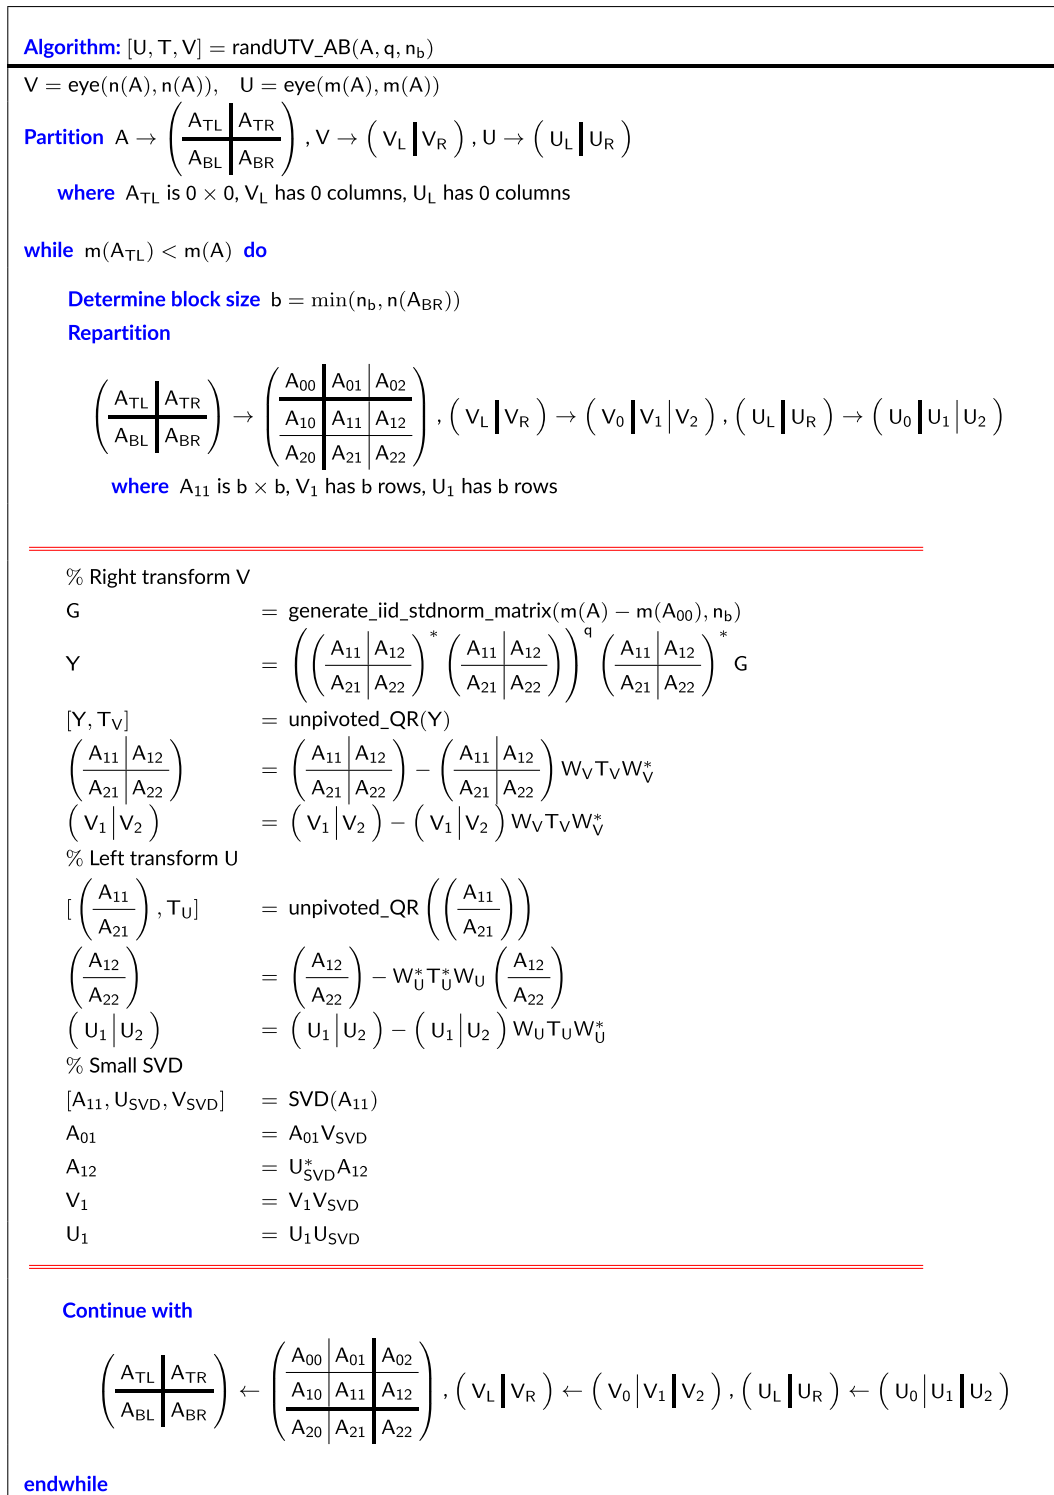 Algorithm: [U, T, V] = randUTV_AB(A, q, n_b)
V = eye(n(A), n(A)), U = eye(m(A), m(A))
Partition A → ( A_TL | A_TR ; A_BL | A_BR ) , V → ( V_L | V_R ) , U → ( U_L | U_R )
where A_TL is 0 × 0, V_L has 0 columns, U_L has 0 columns
while m(A_TL) < m(A) do
Determine block size b = min(n_b, n(A_BR))
Repartition
( A_TL | A_TR ; A_BL | A_BR ) → ( A_00 | A_01 | A_02 ; A_10 | A_11 | A_12 ; A_20 | A_21 | A_22 ) , ( V_L | V_R ) → ( V_0 | V_1 | V_2 ) , ( U_L | U_R ) → ( U_0 | U_1 | U_2 )
where A_11 is b × b, V_1 has b rows, U_1 has b rows
% Right transform V
G = generate_iid_stdnorm_matrix(m(A) − m(A_00), n_b)
Y = ( ( A_11 | A_12 ; A_21 | A_22 )^* ( A_11 | A_12 ; A_21 | A_22 ) )^q ( A_11 | A_12 ; A_21 | A_22 )^* G
[Y, T_V] = unpivoted_QR(Y)
( A_11 | A_12 ; A_21 | A_22 ) = ( A_11 | A_12 ; A_21 | A_22 ) − ( A_11 | A_12 ; A_21 | A_22 ) W_V T_V W_V^*
( V_1 | V_2 ) = ( V_1 | V_2 ) − ( V_1 | V_2 ) W_V T_V W_V^*
% Left transform U
[ ( A_11 ; A_21 ) , T_U] = unpivoted_QR ( ( A_11 ; A_21 ) )
( A_12 ; A_22 ) = ( A_12 ; A_22 ) − W_U^* T_U^* W_U ( A_12 ; A_22 )
( U_1 | U_2 ) = ( U_1 | U_2 ) − ( U_1 | U_2 ) W_U T_U W_U^*
% Small SVD
[A_11, U_SVD, V_SVD] = SVD(A_11)
A_01 = A_01 V_SVD
A_12 = U_SVD^* A_12
V_1 = V_1 V_SVD
U_1 = U_1 U_SVD
Continue with
( A_TL | A_TR ; A_BL | A_BR ) ← ( A_00 | A_01 | A_02 ; A_10 | A_11 | A_12 ; A_20 | A_21 | A_22 ) , ( V_L | V_R ) ← ( V_0 | V_1 | V_2 ) , ( U_L | U_R ) ← ( U_0 | U_1 | U_2 )
endwhile